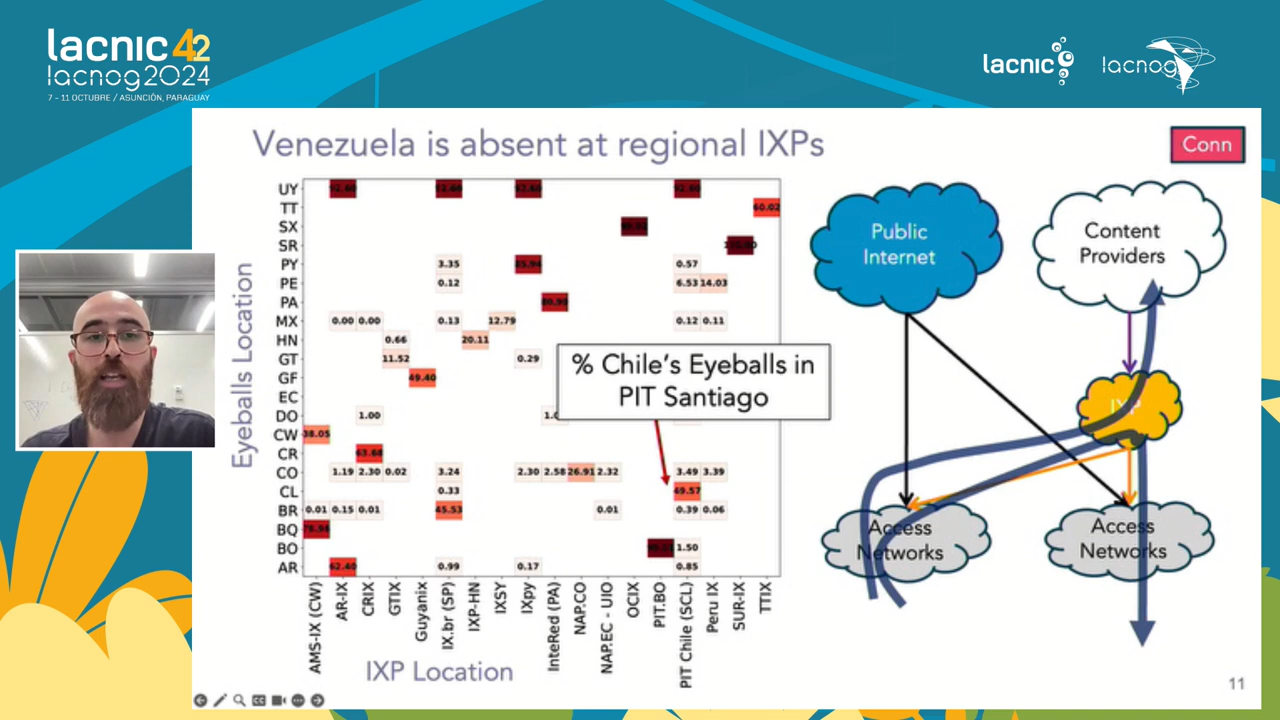 lacnic 42
lacnog2024
7 - 11 OCTUBRE / ASUNCIÓN, PARAGUAY
lacnic
lacnog
Venezuela is absent at regional IXPs
Conn
Eyeballs Location
UY 92.60 92.60 92.60
TT 60.02
SX
SR
PY 3.35 0.57
PE 0.12 6.53 14.03
PA
MX 0.00 0.00 0.13 12.79 0.12 0.11
HN 0.66 20.11
GT 11.52 0.29
GF 49.40
EC
DO 1.00
CW 38.05
CR 63.68
CO 1.19 2.30 0.02 3.24 2.30 2.58 26.91 2.32 3.49 3.39
CL 0.33 49.57
BR 0.01 0.15 0.01 45.53 0.01 0.39 0.06
BQ
BO 1.50
AR 62.40 0.99 0.17 0.85
% Chile's Eyeballs in
PIT Santiago
AMS-IX (CW)
AR-IX
CRIX
GTIX
Guyanix
IX.br (SP)
IXP-HN
IXSY
IXpy
InteRed (PA)
NAP.CO
NAP.EC - UIO
OCIX
PIT.BO
PIT Chile (SCL)
Peru IX
SUR-IX
TTIX
IXP Location
Public
Internet
Content
Providers
IXP
Access
Networks
Access
Networks
11